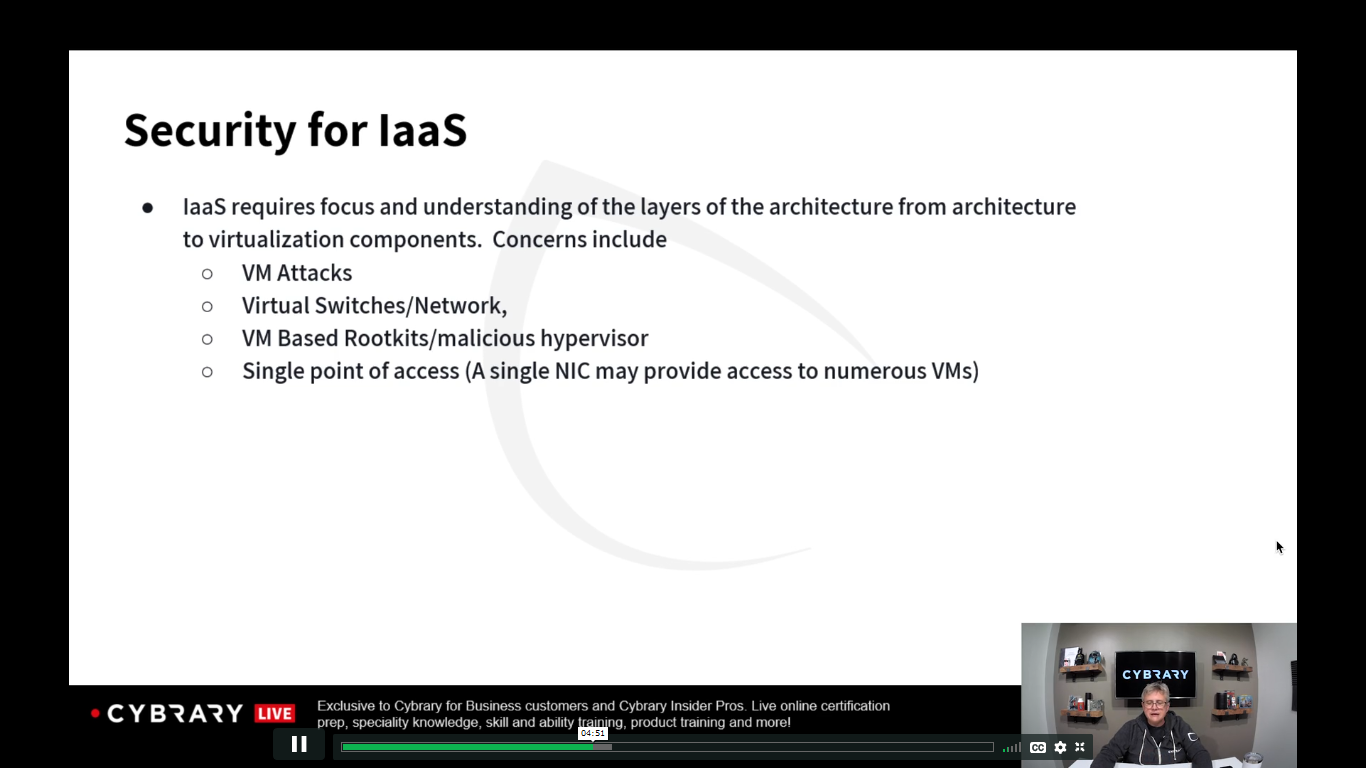 Security for IaaS
● IaaS requires focus and understanding of the layers of the architecture from architecture
to virtualization components.  Concerns include
○ VM Attacks
○ Virtual Switches/Network,
○ VM Based Rootkits/malicious hypervisor
○ Single point of access (A single NIC may provide access to numerous VMs)
CYBRARY
CYBRARY LIVE
Exclusive to Cybrary for Business customers and Cybrary Insider Pros. Live online certification
prep, speciality knowledge, skill and ability training, product training and more!
04:51
CC